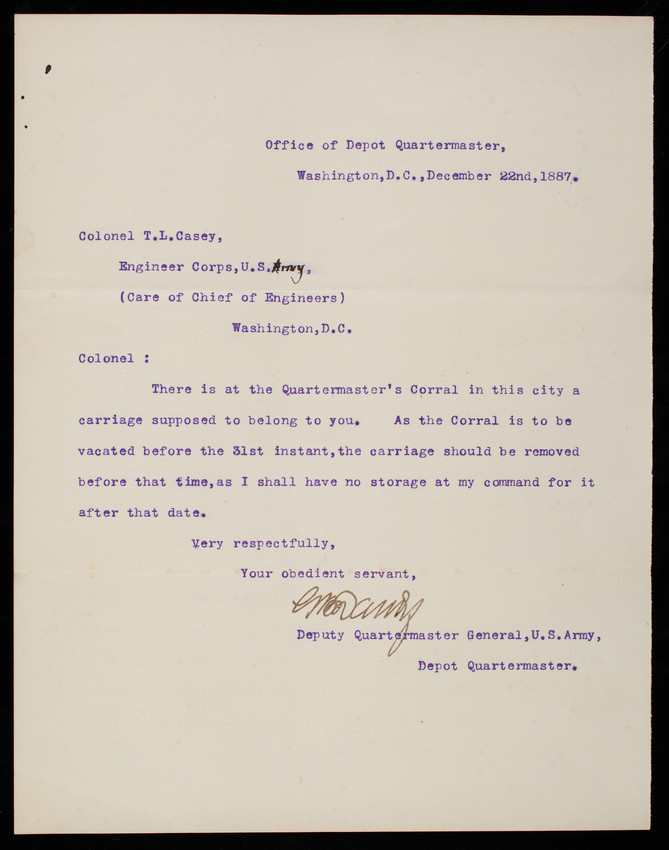 Office of Depot Quartermaster,
Washington,D.C.,December 22nd,1887.
Colonel T.L.Casey,
Engineer Corps,U.S.Army,
(Care of Chief of Engineers)
Washington,D.C.
Colonel :
There is at the Quartermaster's Corral in this city a
carriage supposed to belong to you. As the Corral is to be
vacated before the 31st instant,the carriage should be removed
before that time,as I shall have no storage at my command for it
after that date.
Very respectfully,
Your obedient servant,
Deputy Quartermaster General,U.S.Army,
Depot Quartermaster.